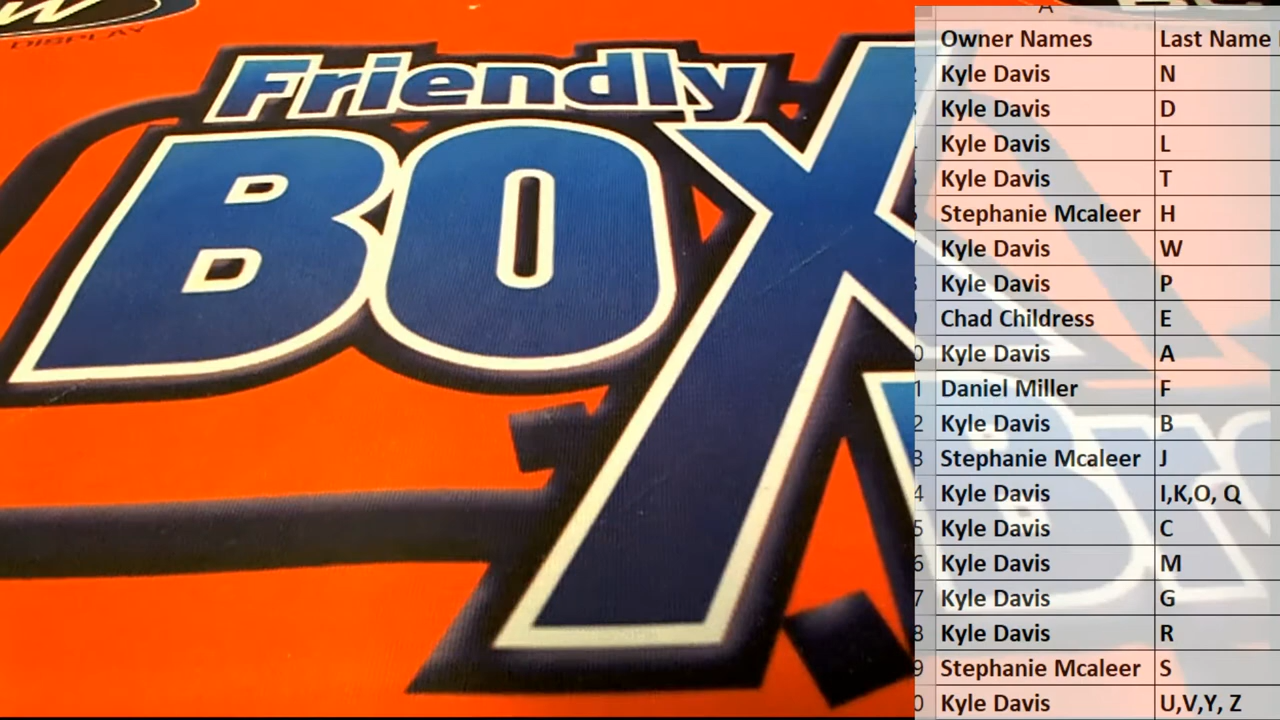 W
DISPLAY
Friendly
BOX
A
Owner Names Last Name
Kyle Davis N
Kyle Davis D
Kyle Davis L
Kyle Davis T
Stephanie Mcaleer H
Kyle Davis W
Kyle Davis P
Chad Childress E
Kyle Davis A
Daniel Miller F
Kyle Davis B
Stephanie Mcaleer J
Kyle Davis I,K,O, Q
Kyle Davis C
Kyle Davis M
Kyle Davis G
Kyle Davis R
Stephanie Mcaleer S
Kyle Davis U,V,Y, Z